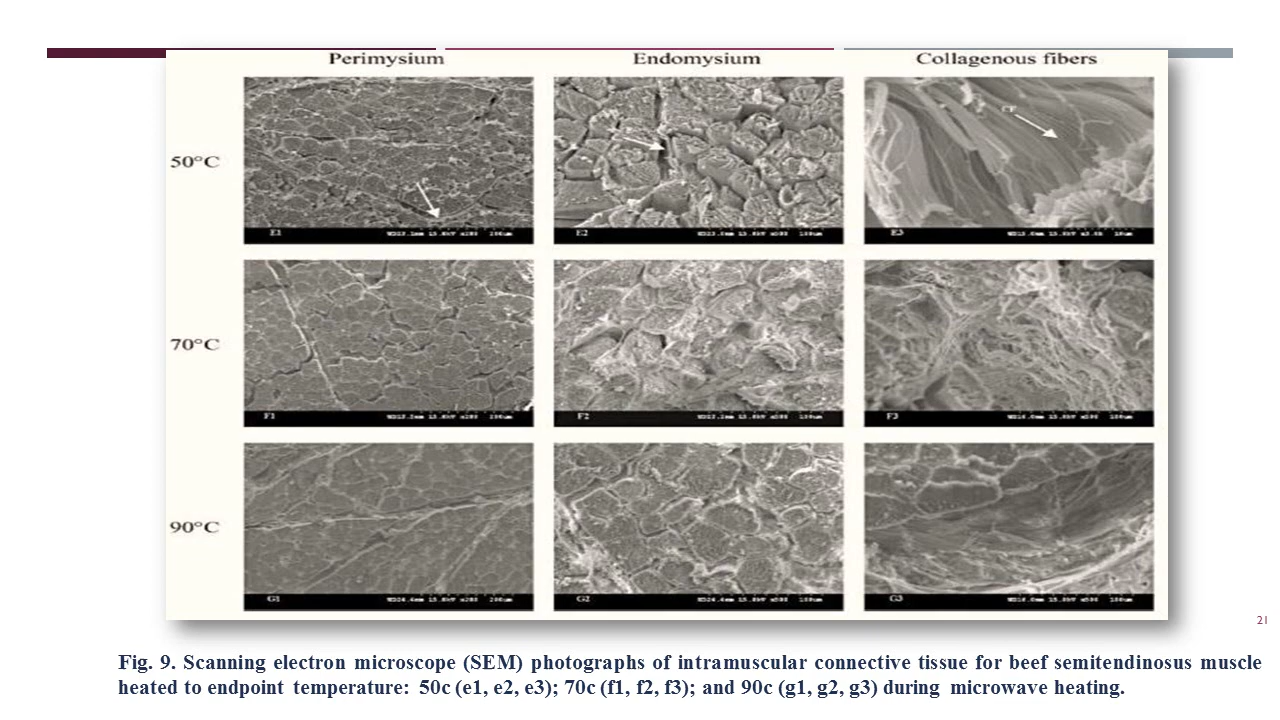 Perimysium Endomysium Collagenous fibers
50°C
CF
E1 E2 E3
70°C
F1 F2 F3
90°C
G1 G2 G3
21
Fig. 9. Scanning electron microscope (SEM) photographs of intramuscular connective tissue for beef semitendinosus muscle
heated to endpoint temperature: 50c (e1, e2, e3); 70c (f1, f2, f3); and 90c (g1, g2, g3) during microwave heating.